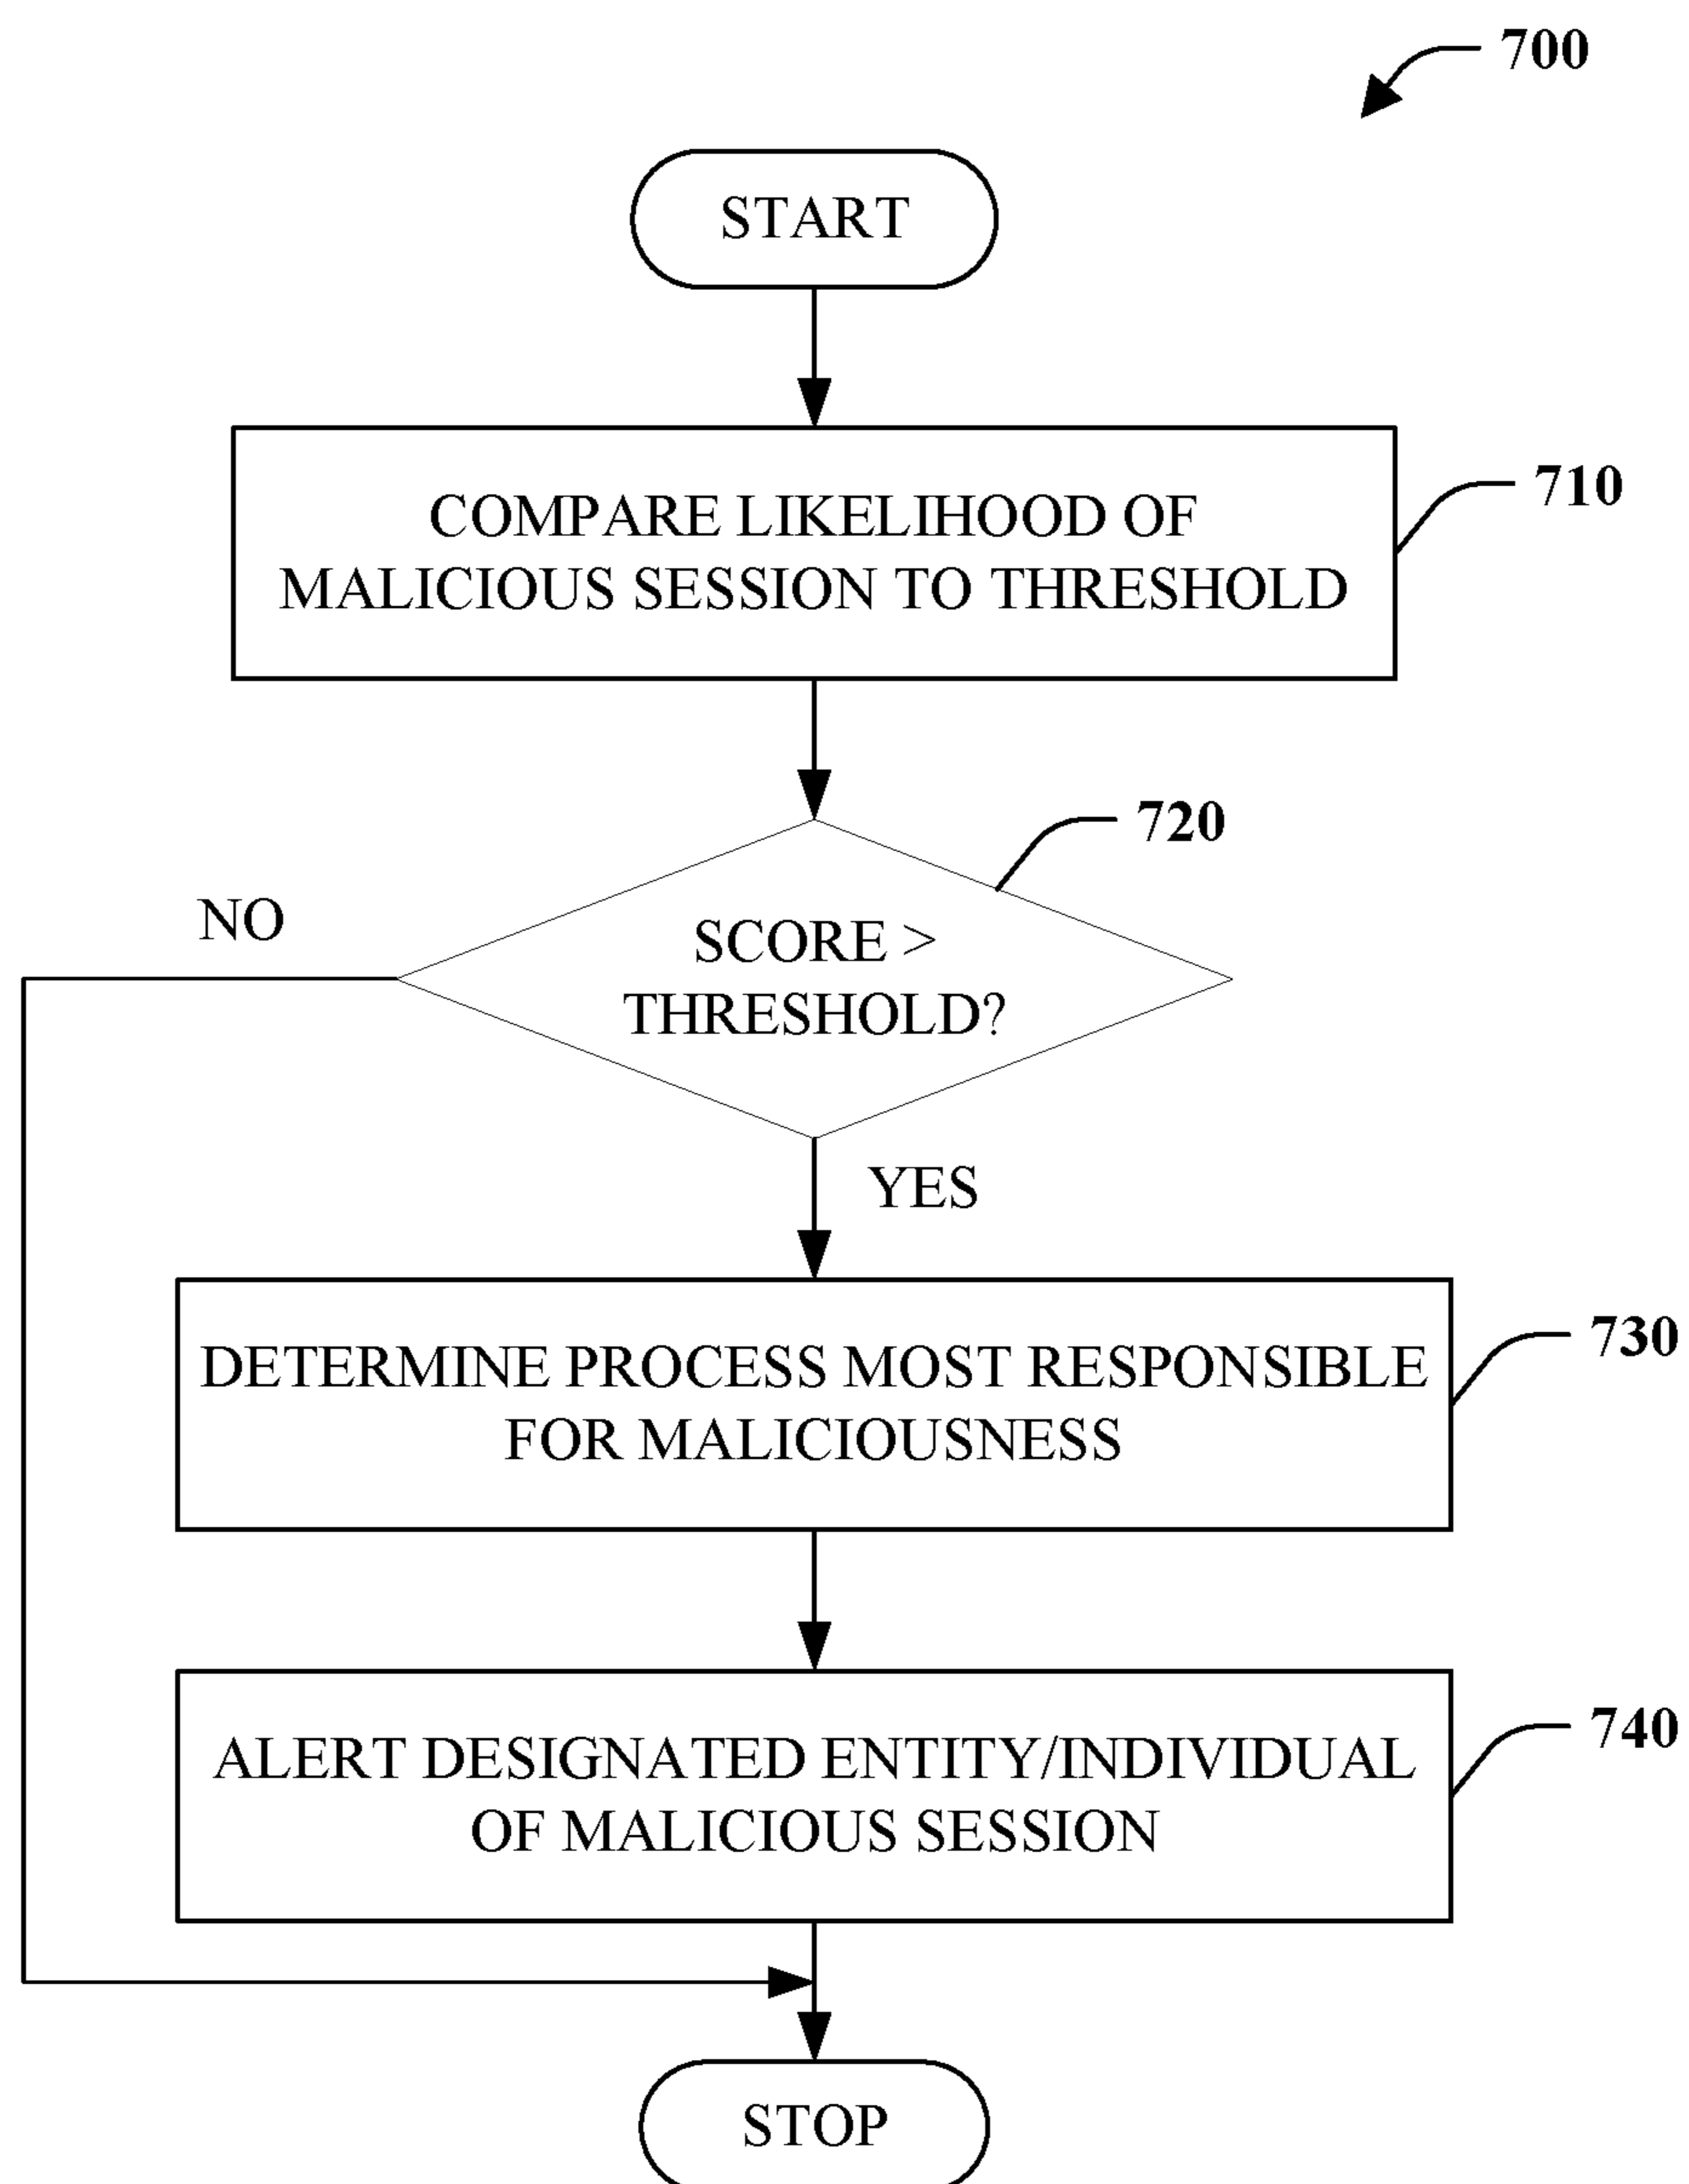 700
START
COMPARE LIKELIHOOD OF
MALICIOUS SESSION TO THRESHOLD
710
720
NO
SCORE >
THRESHOLD?
YES
DETERMINE PROCESS MOST RESPONSIBLE
FOR MALICIOUSNESS
730
ALERT DESIGNATED ENTITY/INDIVIDUAL
OF MALICIOUS SESSION
740
STOP